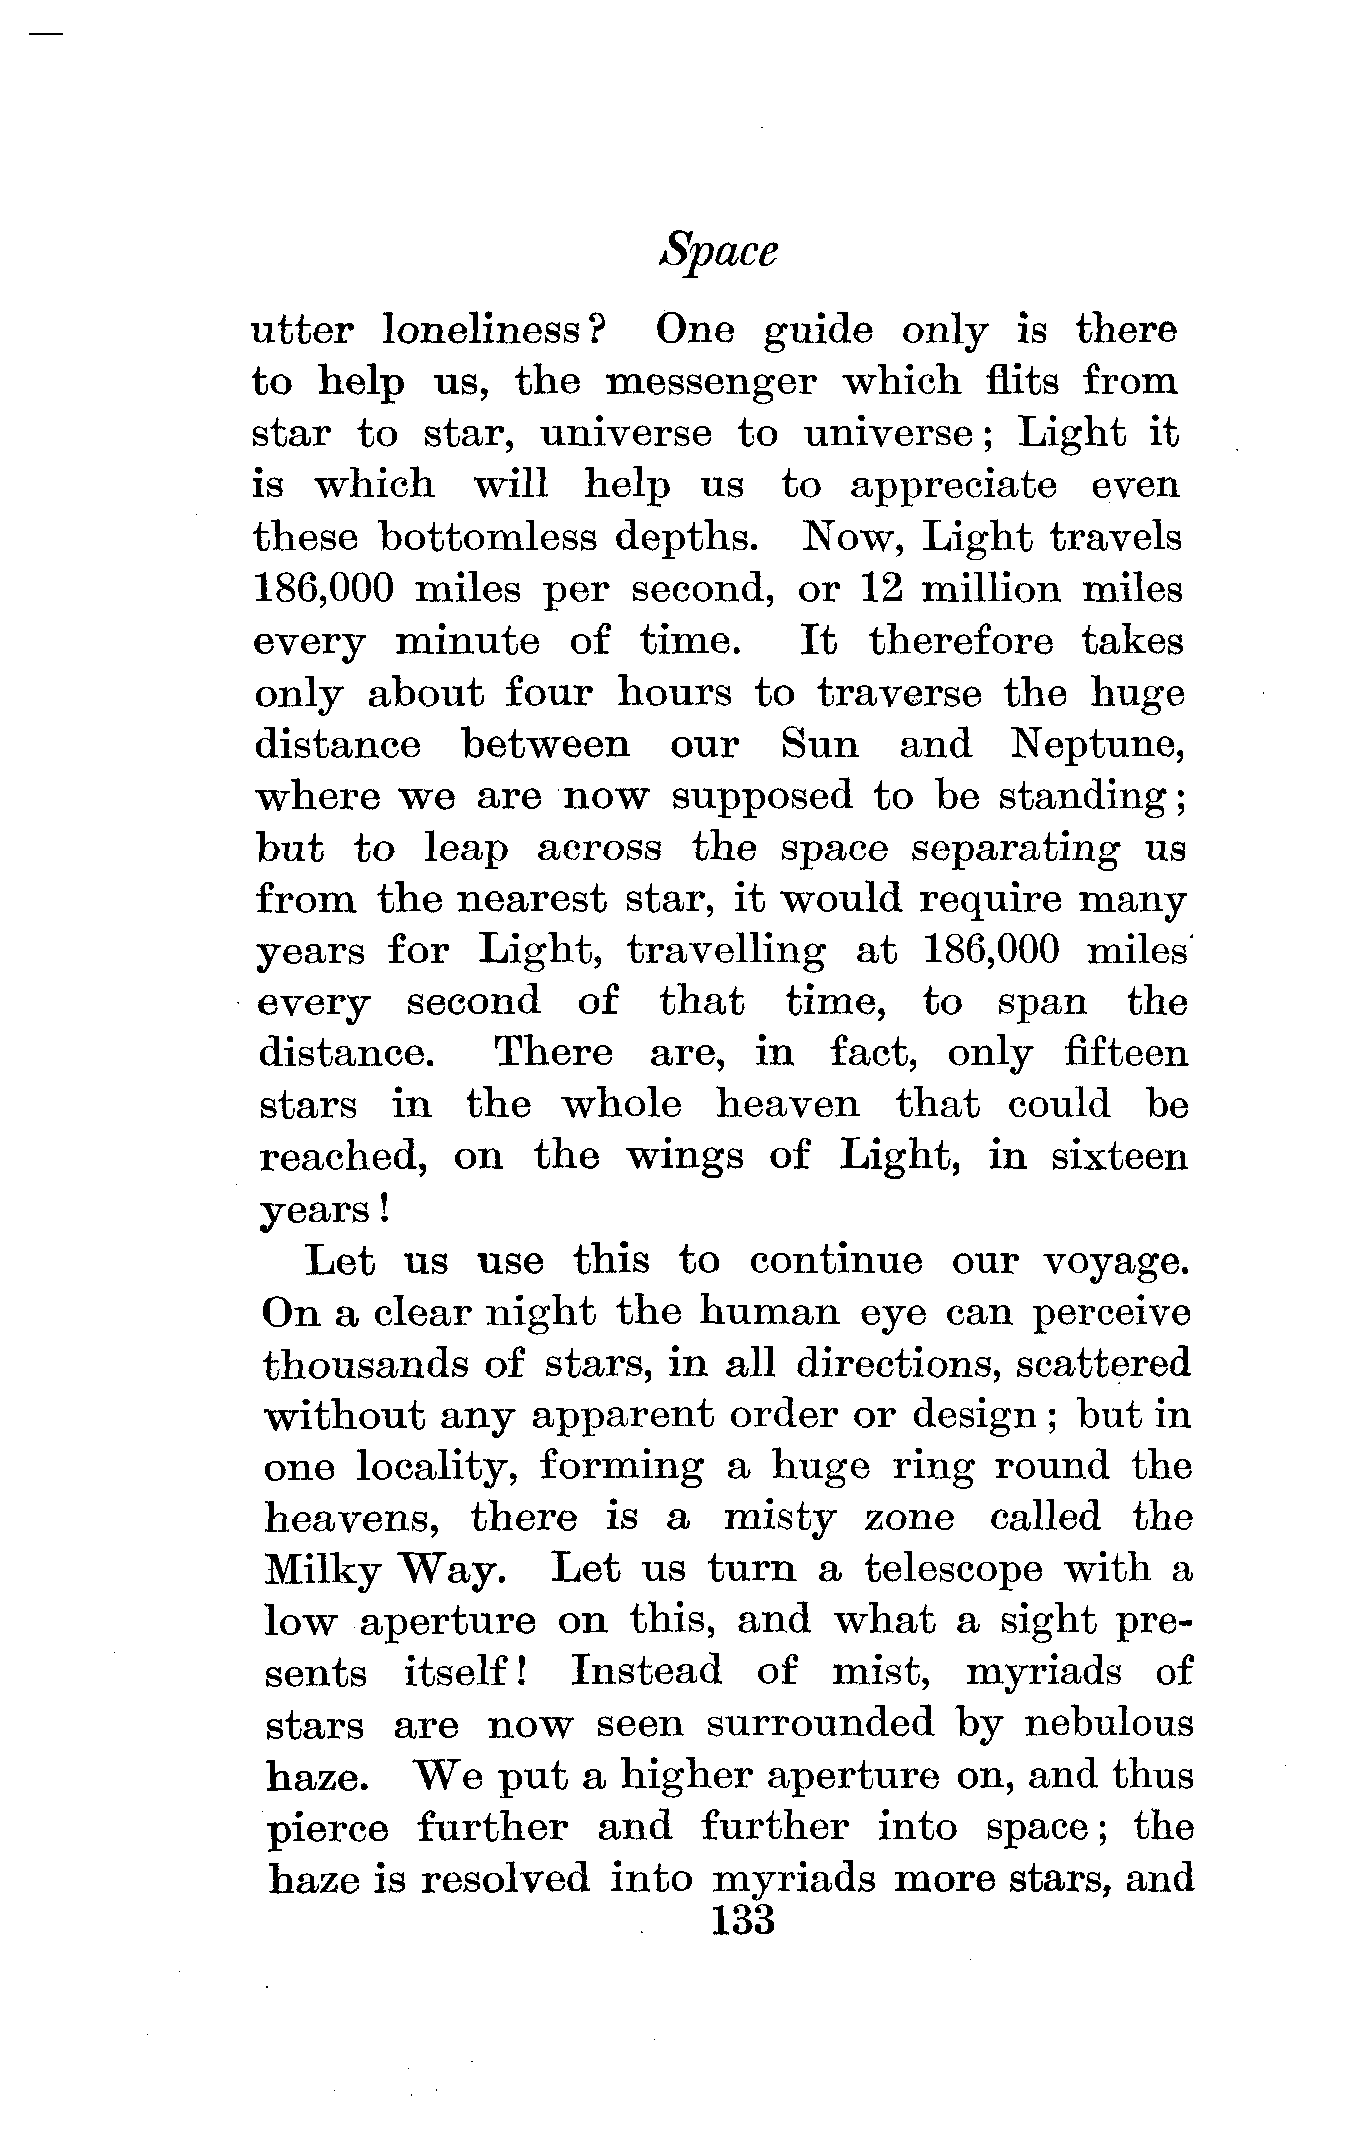 Space
utter loneliness? One guide only is there
to help us, the messenger which flits from
star to star, universe to universe; Light it
is which will help us to appreciate even
these bottomless depths. Now, Light travels
186,000 miles per second, or 12 million miles
every minute of time. It therefore takes
only about four hours to traverse the huge
distance between our Sun and Neptune,
where we are now supposed to be standing;
but to leap across the space separating us
from the nearest star, it would require many
years for Light, travelling at 186,000 miles
every second of that time, to span the
distance. There are, in fact, only fifteen
stars in the whole heaven that could be
reached, on the wings of Light, in sixteen
years!
Let us use this to continue our voyage.
On a clear night the human eye can perceive
thousands of stars, in all directions, scattered
without any apparent order or design; but in
one locality, forming a huge ring round the
heavens, there is a misty zone called the
Milky Way. Let us turn a telescope with a
low aperture on this, and what a sight pre-
sents itself! Instead of mist, myriads of
stars are now seen surrounded by nebulous
haze. We put a higher aperture on, and thus
pierce further and further into space; the
haze is resolved into myriads more stars, and
133